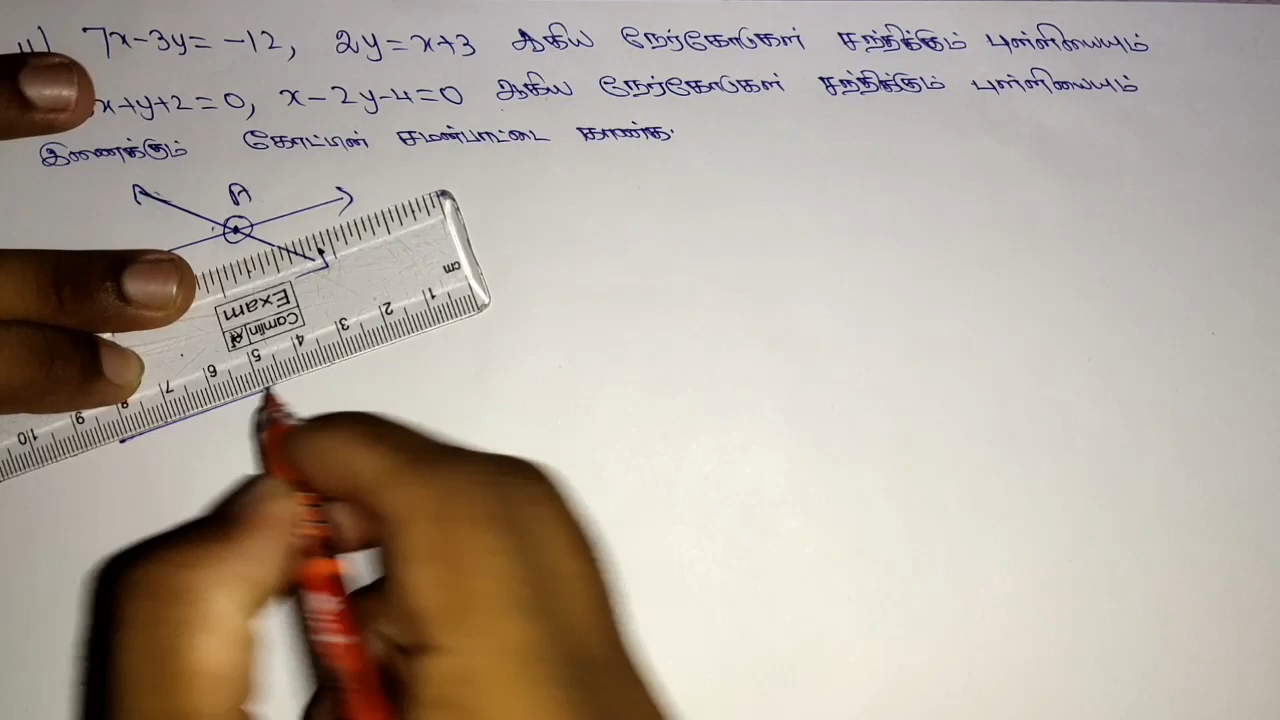 7x-3y= -12, 2y=x+3 ஆகிய நேர்கோடுகள் சந்திக்கும் புள்ளியையும்
x+y+2=0, x-2y-4=0 ஆகிய நேர்கோடுகள் சந்திக்கும் புள்ளியையும்
இணைக்கும் கோட்டின் சமன்பாட்டை காண்க.
A
cm
Exam
Camlin
1 2 3 4 5 6 7 8 9 10